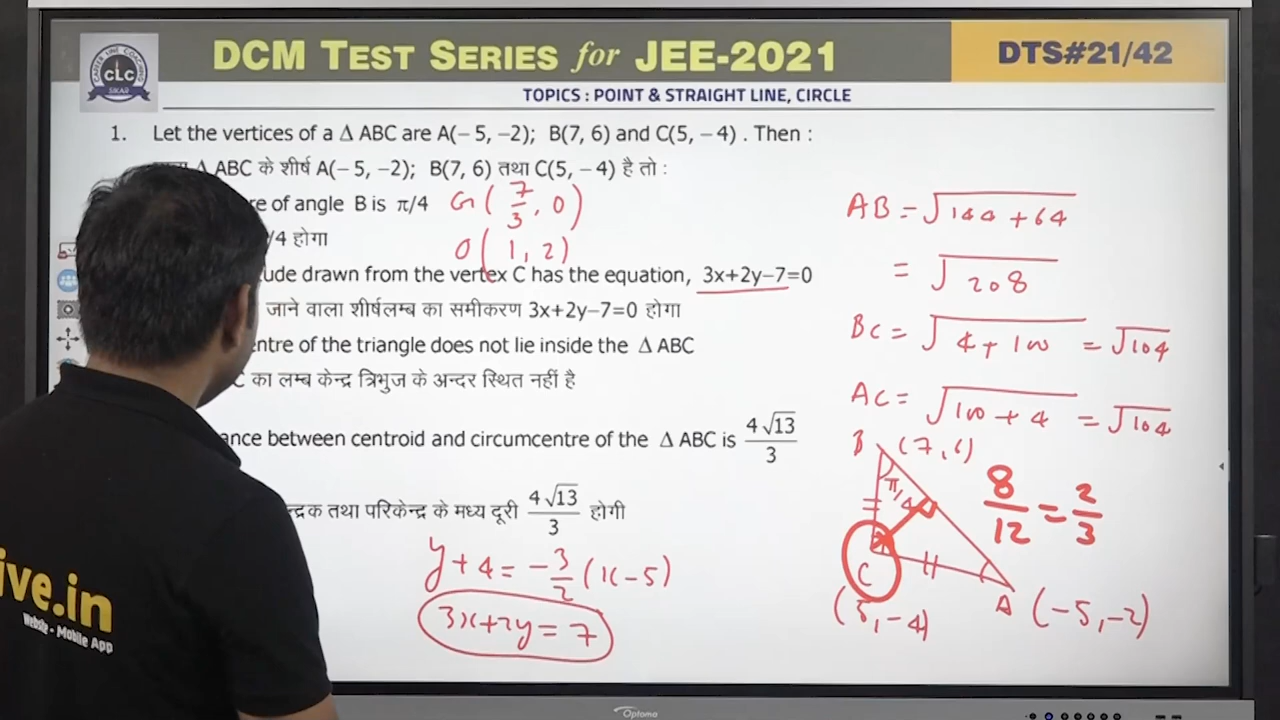 CLC
SIKAR
DCM TEST SERIES for JEE-2021
DTS#21/42
TOPICS : POINT & STRAIGHT LINE, CIRCLE
1. Let the vertices of a Δ ABC are A(– 5, –2); B(7, 6) and C(5, – 4) . Then :
Δ ABC के शीर्ष A(– 5, –2); B(7, 6) तथा C(5, – 4) है तो :
of angle B is π/4
/4 होगा
G(7/3, 0)
O(1, 2)
drawn from the vertex C has the equation, 3x+2y–7=0
जाने वाला शीर्षलम्ब का समीकरण 3x+2y–7=0 होगा
of the triangle does not lie inside the Δ ABC
का लम्ब केन्द्र त्रिभुज के अन्दर स्थित नहीं है
between centroid and circumcentre of the Δ ABC is 4√13/3
तथा परिकेन्द्र के मध्य दूरी 4√13/3 होगी
y+4 = -3/2 (x-5)
3x+2y = 7
AB = √144+64
= √208
BC = √4+100 = √104
AC = √100+4 = √104
B (7,6)
π/4
8/12 = 2/3
C
(5,-4)
A (-5,-2)
ive.in
Website - Mobile App
Optoma